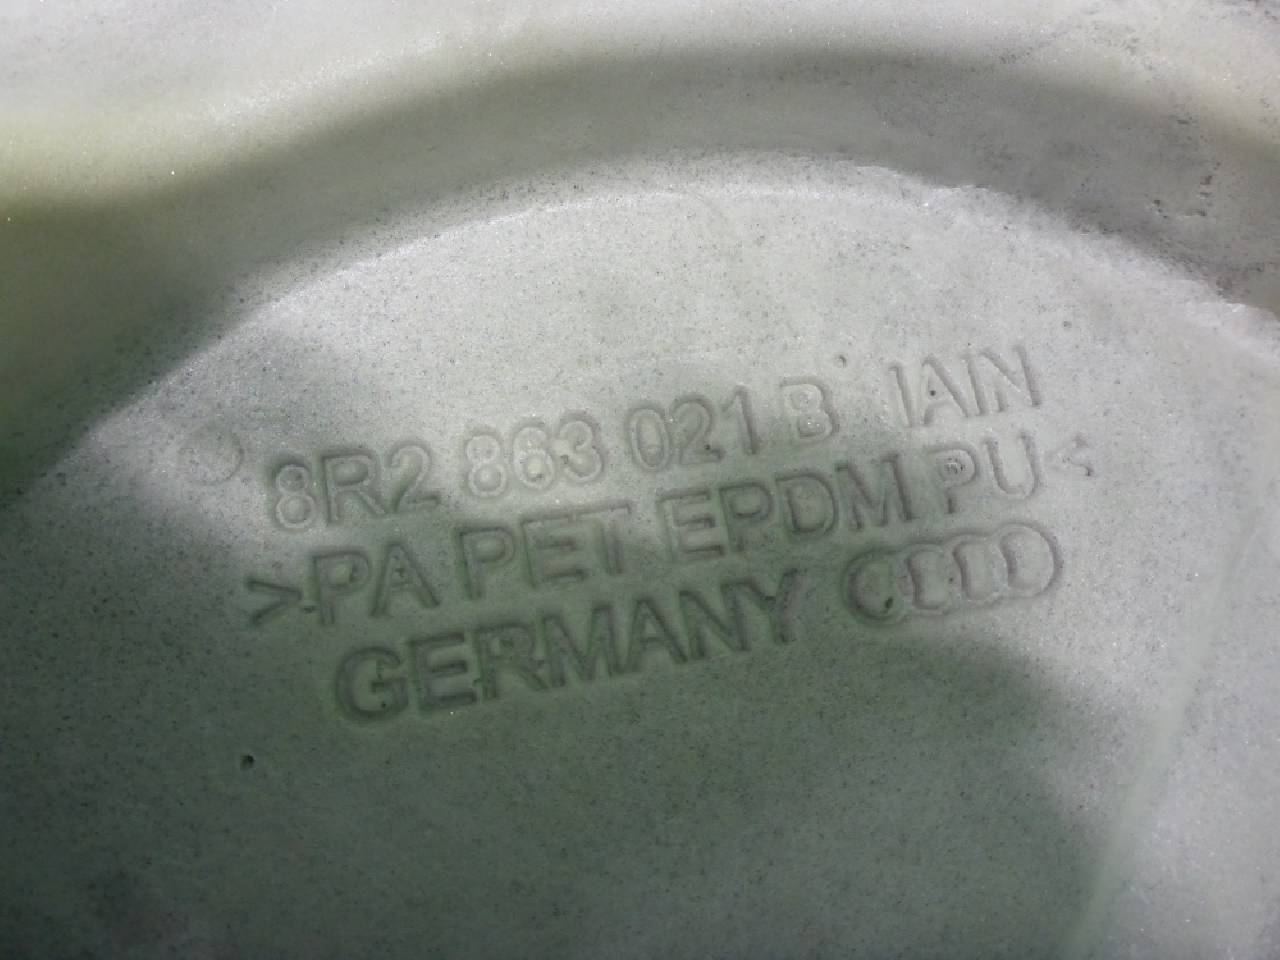 8R2 863 021 B IAIN
>PA PET EPDM PU<
GERMANY